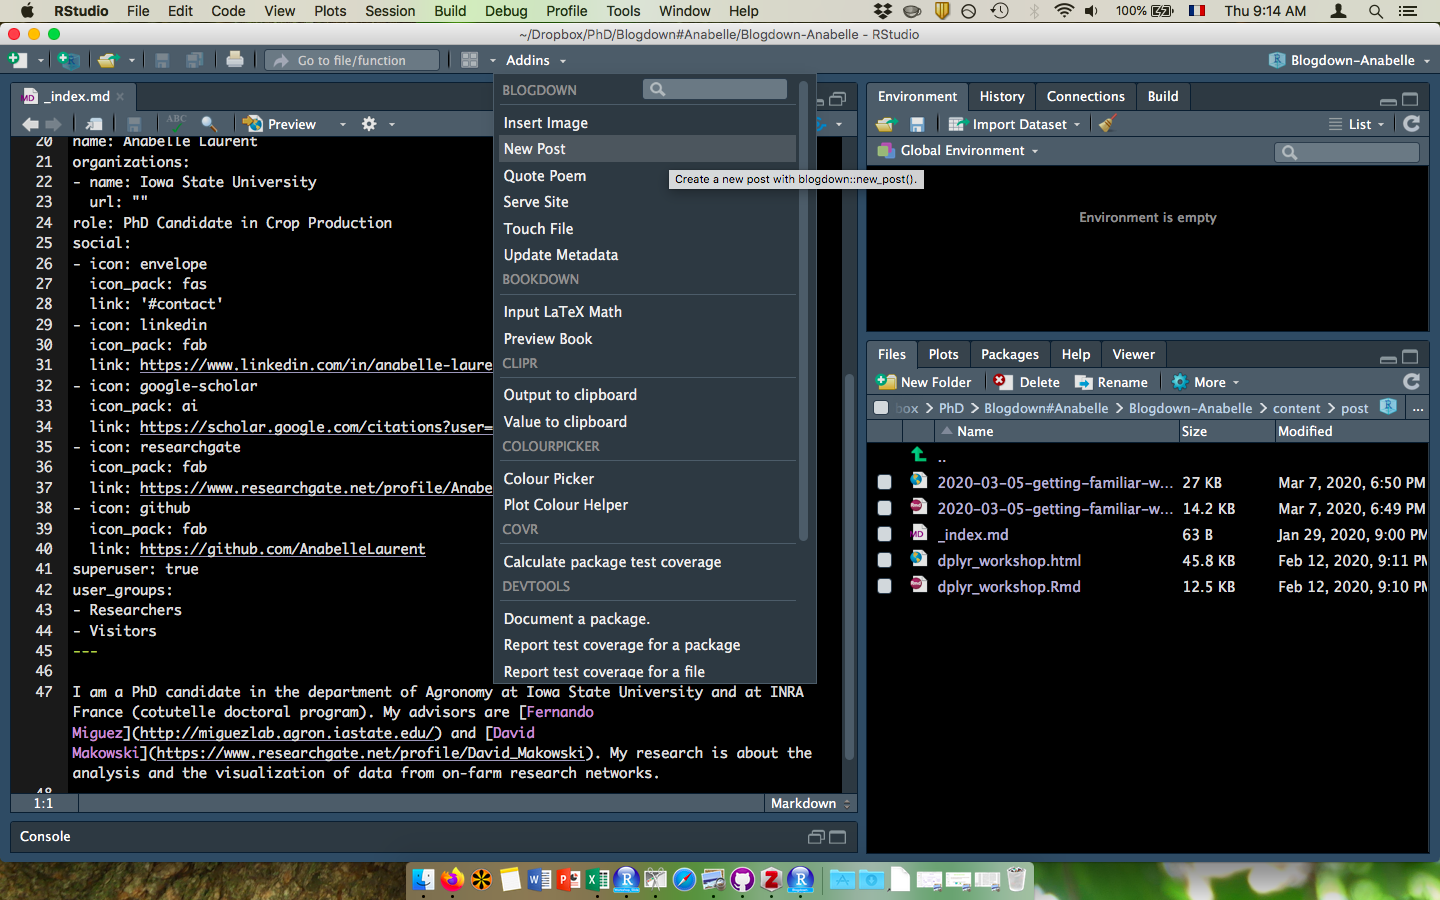 RStudio File Edit Code View Plots Session Build Debug Profile Tools Window Help 100% Thu 9:14 AM
~/Dropbox/PhD/Blogdown#Anabelle/Blogdown-Anabelle - RStudio
Go to file/function Addins Blogdown-Anabelle
_index.md
ABC Preview
20 name: Anabelle Laurent
21 organizations:
22 - name: Iowa State University
23 url: ""
24 role: PhD Candidate in Crop Production
25 social:
26 - icon: envelope
27 icon_pack: fas
28 link: '#contact'
29 - icon: linkedin
30 icon_pack: fab
31 link: https://www.linkedin.com/in/anabelle-laure
32 - icon: google-scholar
33 icon_pack: ai
34 link: https://scholar.google.com/citations?user=
35 - icon: researchgate
36 icon_pack: fab
37 link: https://www.researchgate.net/profile/Anabe
38 - icon: github
39 icon_pack: fab
40 link: https://github.com/AnabelleLaurent
41 superuser: true
42 user_groups:
43 - Researchers
44 - Visitors
45 ---
46
47 I am a PhD candidate in the department of Agronomy at Iowa State University and at INRA
France (cotutelle doctoral program). My advisors are [Fernando
Miguez](http://miguezlab.agron.iastate.edu/) and [David
Makowski](https://www.researchgate.net/profile/David_Makowski). My research is about the
analysis and the visualization of data from on-farm research networks.
48
1:1 Markdown
Console
BLOGDOWN
Insert Image
New Post
Create a new post with blogdown::new_post().
Quote Poem
Serve Site
Touch File
Update Metadata
BOOKDOWN
Input LaTeX Math
Preview Book
CLIPR
Output to clipboard
Value to clipboard
COLOURPICKER
Colour Picker
Plot Colour Helper
COVR
Calculate package test coverage
DEVTOOLS
Document a package.
Report test coverage for a package
Report test coverage for a file
Environment History Connections Build
Import Dataset List
Global Environment
Environment is empty
Files Plots Packages Help Viewer
New Folder Delete Rename More
box PhD Blogdown#Anabelle Blogdown-Anabelle content post ...
Name Size Modified
..
2020-03-05-getting-familiar-w... 27 KB Mar 7, 2020, 6:50 PM
2020-03-05-getting-familiar-w... 14.2 KB Mar 7, 2020, 6:49 PM
_index.md 63 B Jan 29, 2020, 9:00 PM
dplyr_workshop.html 45.8 KB Feb 12, 2020, 9:11 PM
dplyr_workshop.Rmd 12.5 KB Feb 12, 2020, 9:10 PM